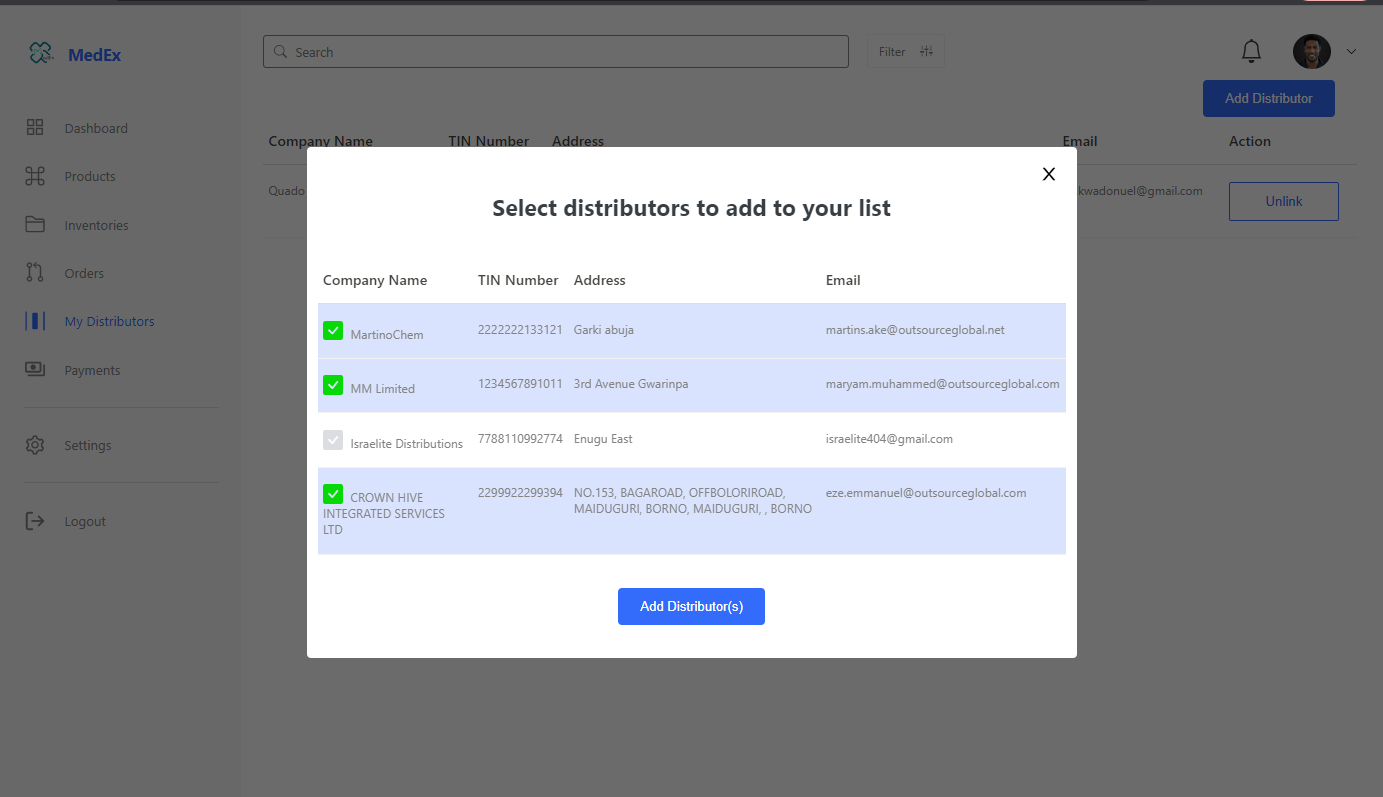 MedEx
Search
Filter
Add Distributor
Dashboard
Products
Inventories
Orders
My Distributors
Payments
Settings
Logout
Company Name TIN Number Address Email Action
Quado kwadonuel@gmail.com Unlink
X
Select distributors to add to your list
Company Name TIN Number Address Email
MartinoChem 2222222133121 Garki abuja martins.ake@outsourceglobal.net
MM Limited 1234567891011 3rd Avenue Gwarinpa maryam.muhammed@outsourceglobal.com
Israelite Distributions 7788110992774 Enugu East israelite404@gmail.com
CROWN HIVE 2299922299394 NO.153, BAGAROAD, OFFBOLORIROAD, eze.emmanuel@outsourceglobal.com
INTEGRATED SERVICES MAIDUGURI, BORNO, MAIDUGURI, , BORNO
LTD
Add Distributor(s)